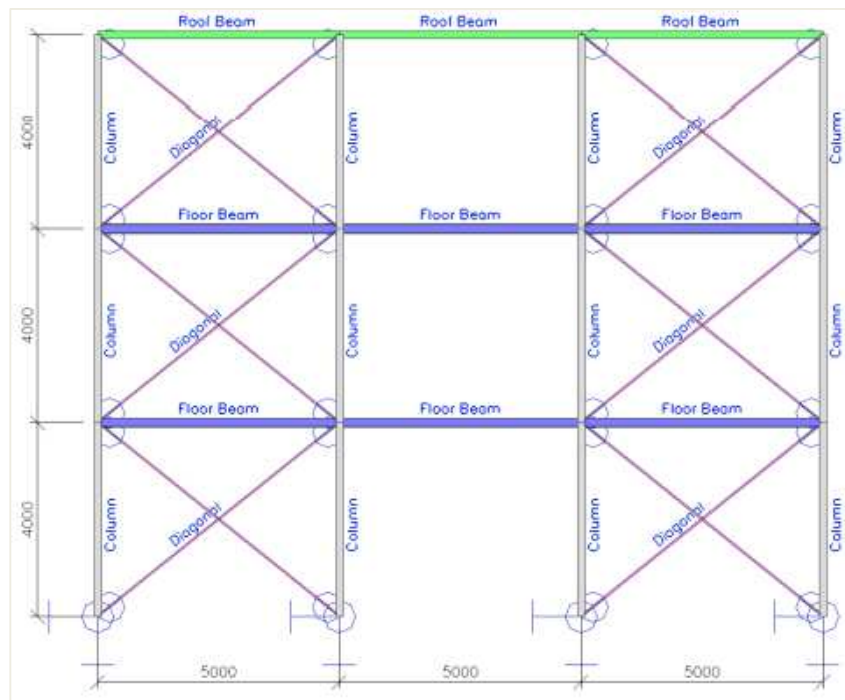 Roof Beam Roof Beam Roof Beam
4000
Column Column Column Column
Diagonal Diagonal
Floor Beam Floor Beam Floor Beam
4000
Column Column Column Column
Diagonal Diagonal
Floor Beam Floor Beam Floor Beam
4000
Column Column Column Column
Diagonal Diagonal
5000 5000 5000